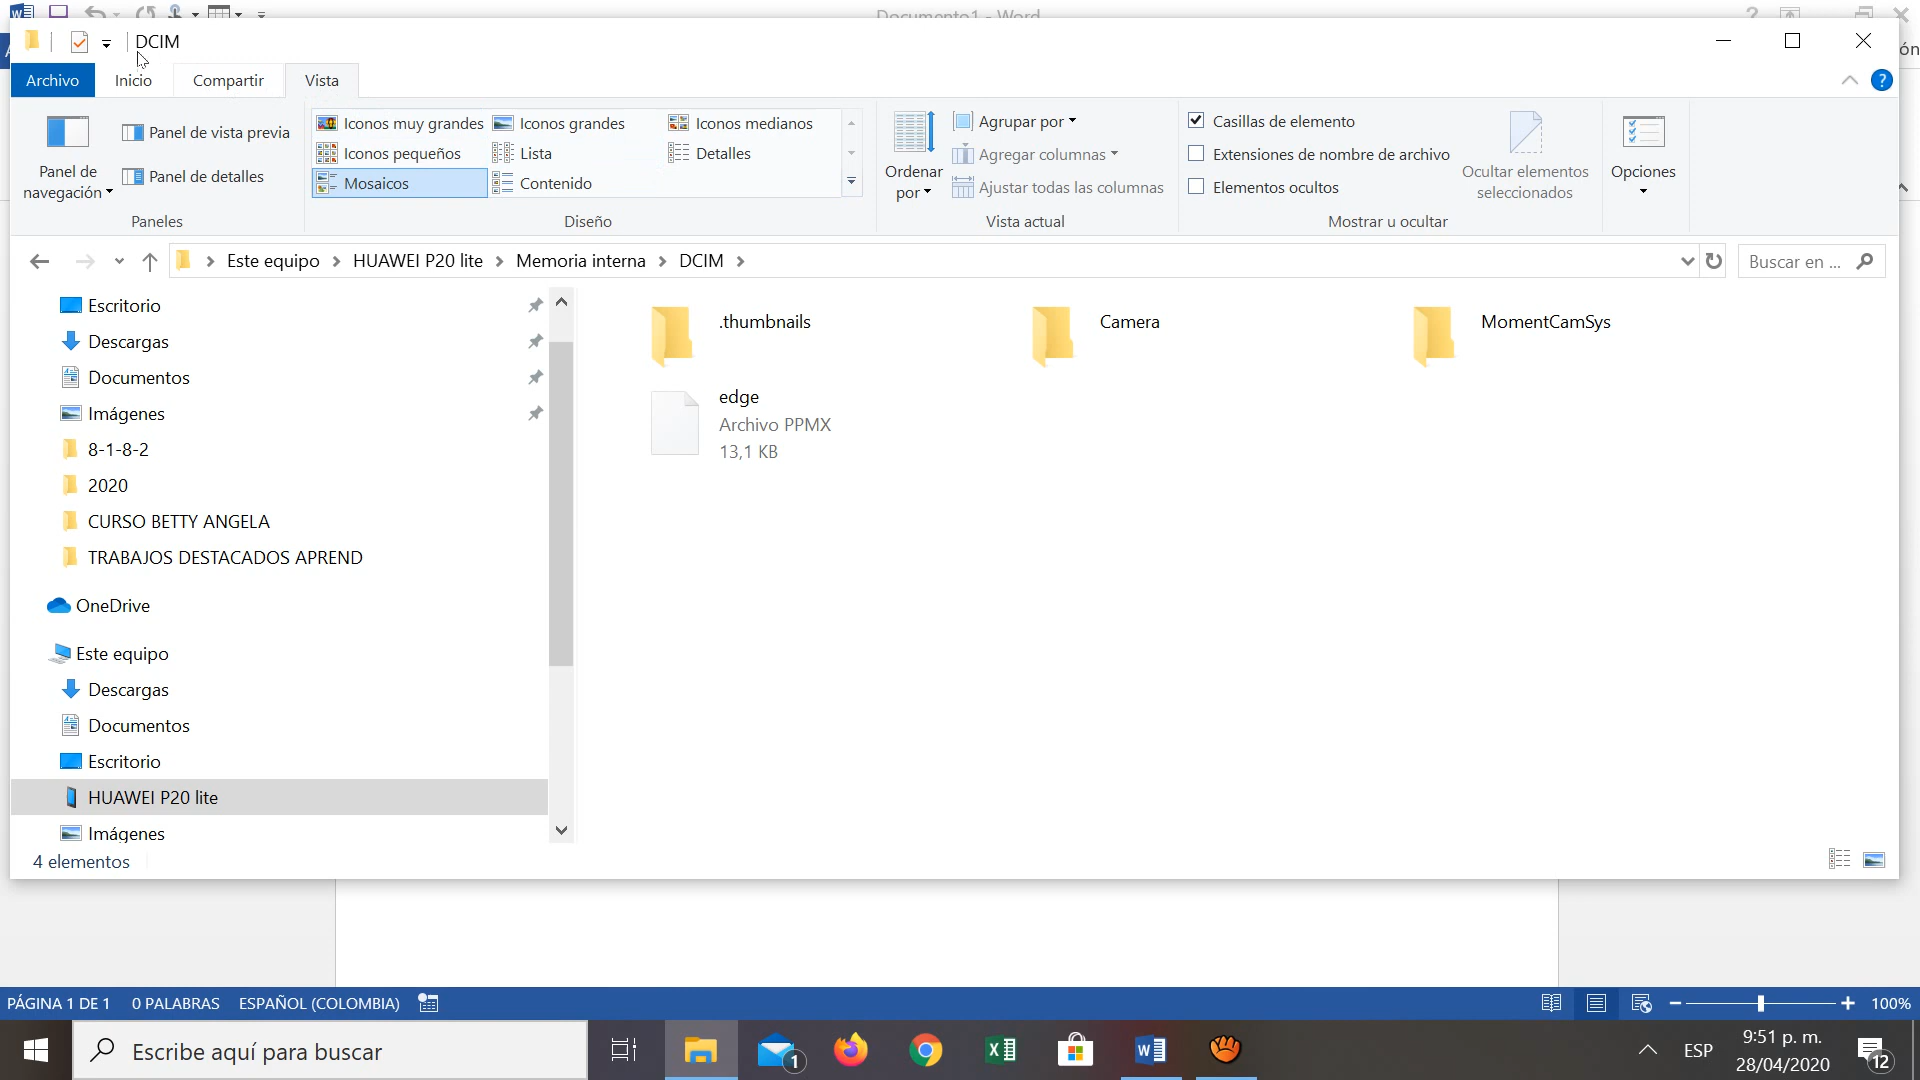 Documento1 - Word
DCIM
Archivo
Inicio
Compartir
Vista
?
Panel de navegación
Panel de vista previa
Panel de detalles
Paneles
Iconos muy grandes
Iconos grandes
Iconos medianos
Iconos pequeños
Lista
Detalles
Mosaicos
Contenido
Diseño
Ordenar por
Agrupar por
Agregar columnas
Ajustar todas las columnas
Vista actual
Casillas de elemento
Extensiones de nombre de archivo
Elementos ocultos
Ocultar elementos seleccionados
Mostrar u ocultar
Opciones
Este equipo > HUAWEI P20 lite > Memoria interna > DCIM >
Buscar en ...
Escritorio
Descargas
Documentos
Imágenes
8-1-8-2
2020
CURSO BETTY ANGELA
TRABAJOS DESTACADOS APREND
OneDrive
Este equipo
Descargas
Documentos
Escritorio
HUAWEI P20 lite
Imágenes
.thumbnails
Camera
MomentCamSys
edge
Archivo PPMX
13,1 KB
4 elementos
PÁGINA 1 DE 1
0 PALABRAS
ESPAÑOL (COLOMBIA)
100%
Escribe aquí para buscar
1
ESP
9:51 p. m.
28/04/2020
12